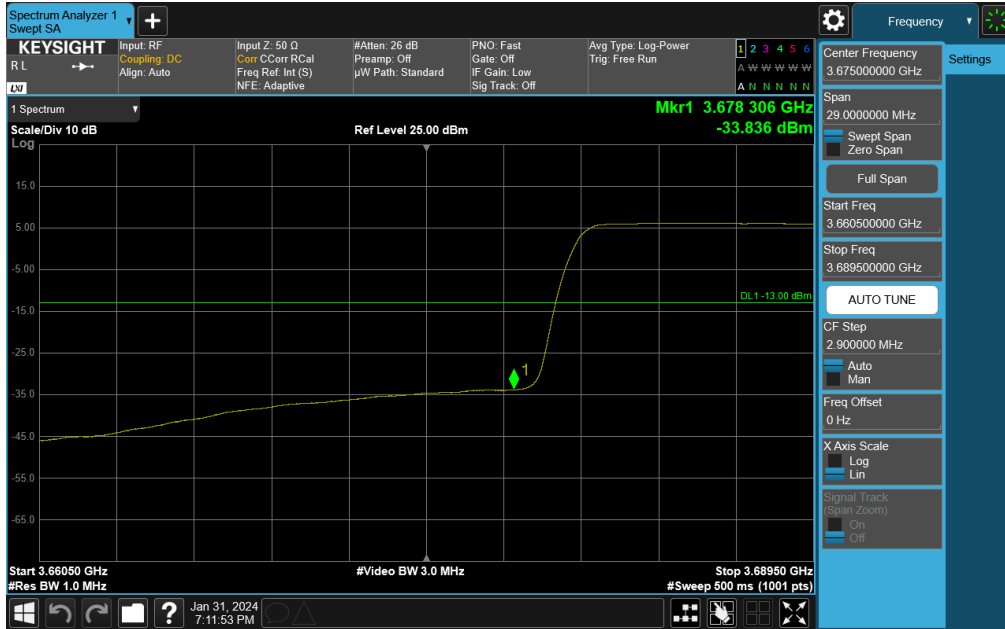 Spectrum Analyzer 1
Swept SA
Frequency
KEYSIGHT
RL
LXI
Input: RF
Coupling: DC
Align: Auto
Input Z: 50 Ω
Corr CCorr RCal
Freq Ref: Int (S)
NFE: Adaptive
#Atten: 26 dB
Preamp: Off
µW Path: Standard
PNO: Fast
Gate: Off
IF Gain: Low
Sig Track: Off
Avg Type: Log-Power
Trig: Free Run
1 2 3 4 5 6
A W W W W W
A N N N N N
1 Spectrum
Scale/Div 10 dB
Log
Ref Level 25.00 dBm
Mkr1 3.678 306 GHz
-33.836 dBm
15.0
5.00
-5.00
-15.0
-25.0
-35.0
-45.0
-55.0
-65.0
DL1 -13.00 dBm
1
Start 3.66050 GHz
#Res BW 1.0 MHz
#Video BW 3.0 MHz
Stop 3.68950 GHz
#Sweep 500 ms (1001 pts)
?
Jan 31, 2024
7:11:53 PM
Center Frequency
3.675000000 GHz
Span
29.0000000 MHz
Swept Span
Zero Span
Full Span
Start Freq
3.660500000 GHz
Stop Freq
3.689500000 GHz
AUTO TUNE
CF Step
2.900000 MHz
Auto
Man
Freq Offset
0 Hz
X Axis Scale
Log
Lin
Signal Track
(Span Zoom)
On
Off
Settings